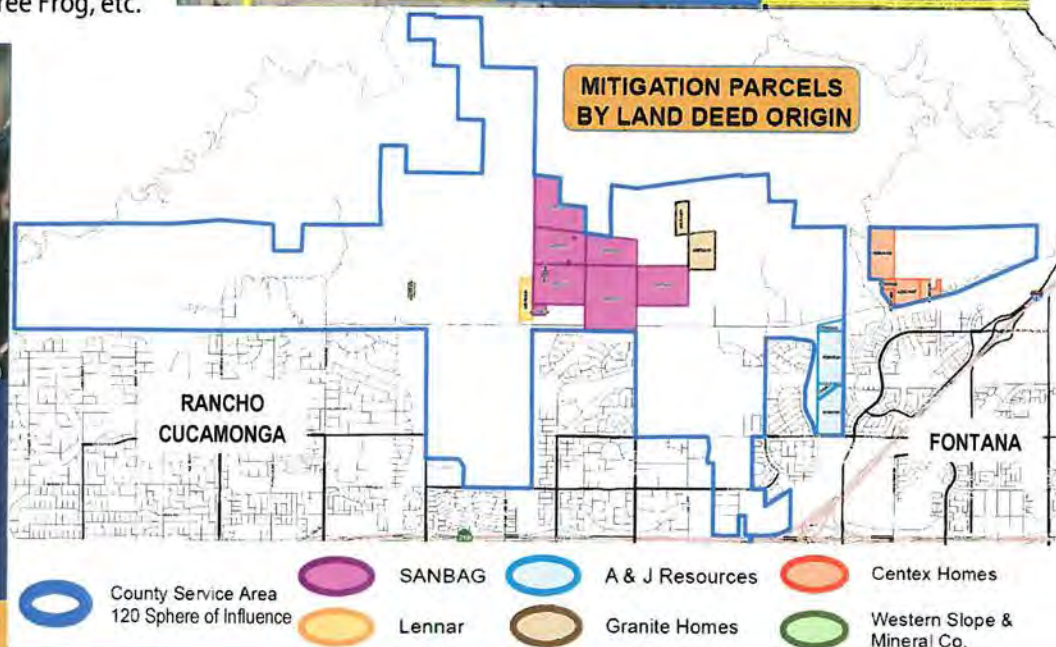 ree Frog, etc.
MITIGATION PARCELS
BY LAND DEED ORIGIN
RANCHO
CUCAMONGA
FONTANA
County Service Area
120 Sphere of Influence
SANBAG
Lennar
A & J Resources
Granite Homes
Centex Homes
Western Slope &
Mineral Co.